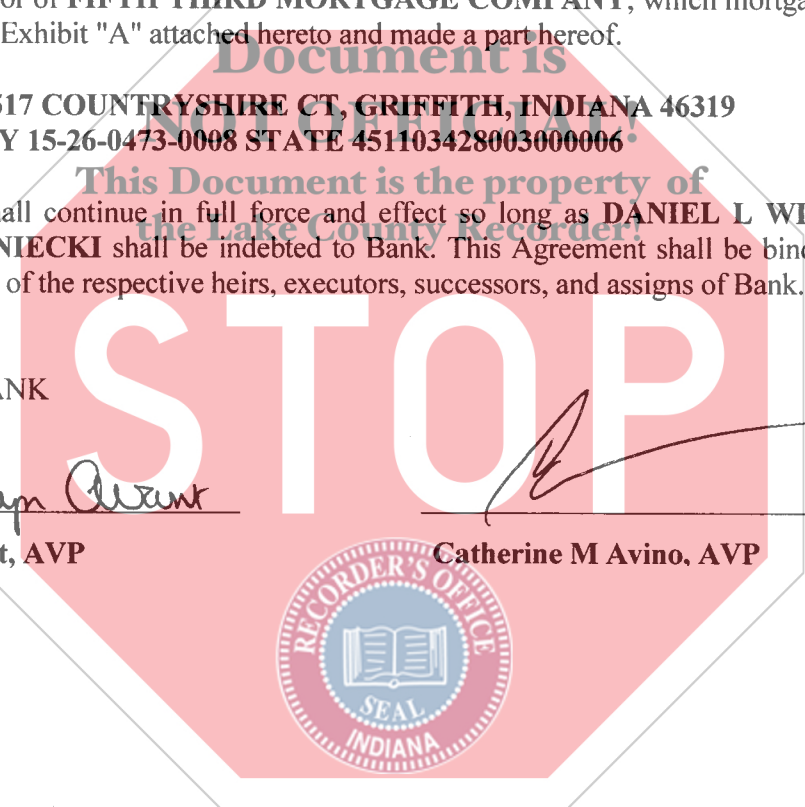 or of FIFTH THIRD MORTGAGE COMPANY, which mortga
Exhibit "A" attached hereto and made a part hereof.
Document is
517 COUNTRYSHIRE CT, GRIFFITH, INDIANA 46319
NOT OFFICIAL!
Y 15-26-0473-0008 STATE 451103428003000006
This Document is the property of
all continue in full force and effect so long as DANIEL L
the Lake County Recorder!
NIECKI shall be indebted to Bank. This Agreement shall be bind
of the respective heirs, executors, successors, and assigns of Bank.
STOP
ANK
t, AVP
Catherine M Avino, AVP
RECORDER'S OFFICE
SEAL
INDIANA